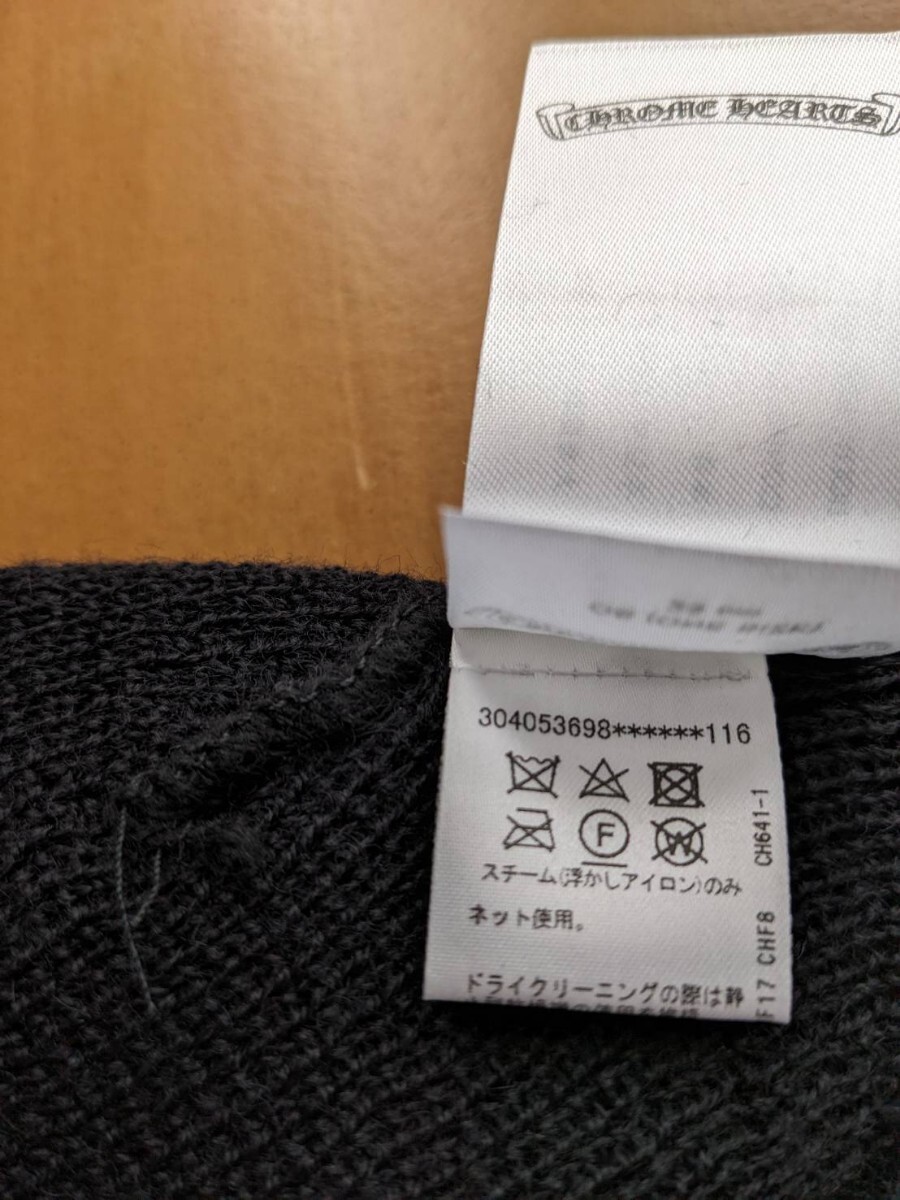 CHROME HEARTS
304053698******116
F
W
スチーム(浮かしアイロン)のみ
ネット使用。
ドライクリーニングの際は静
F17 CHF8 CH641-1